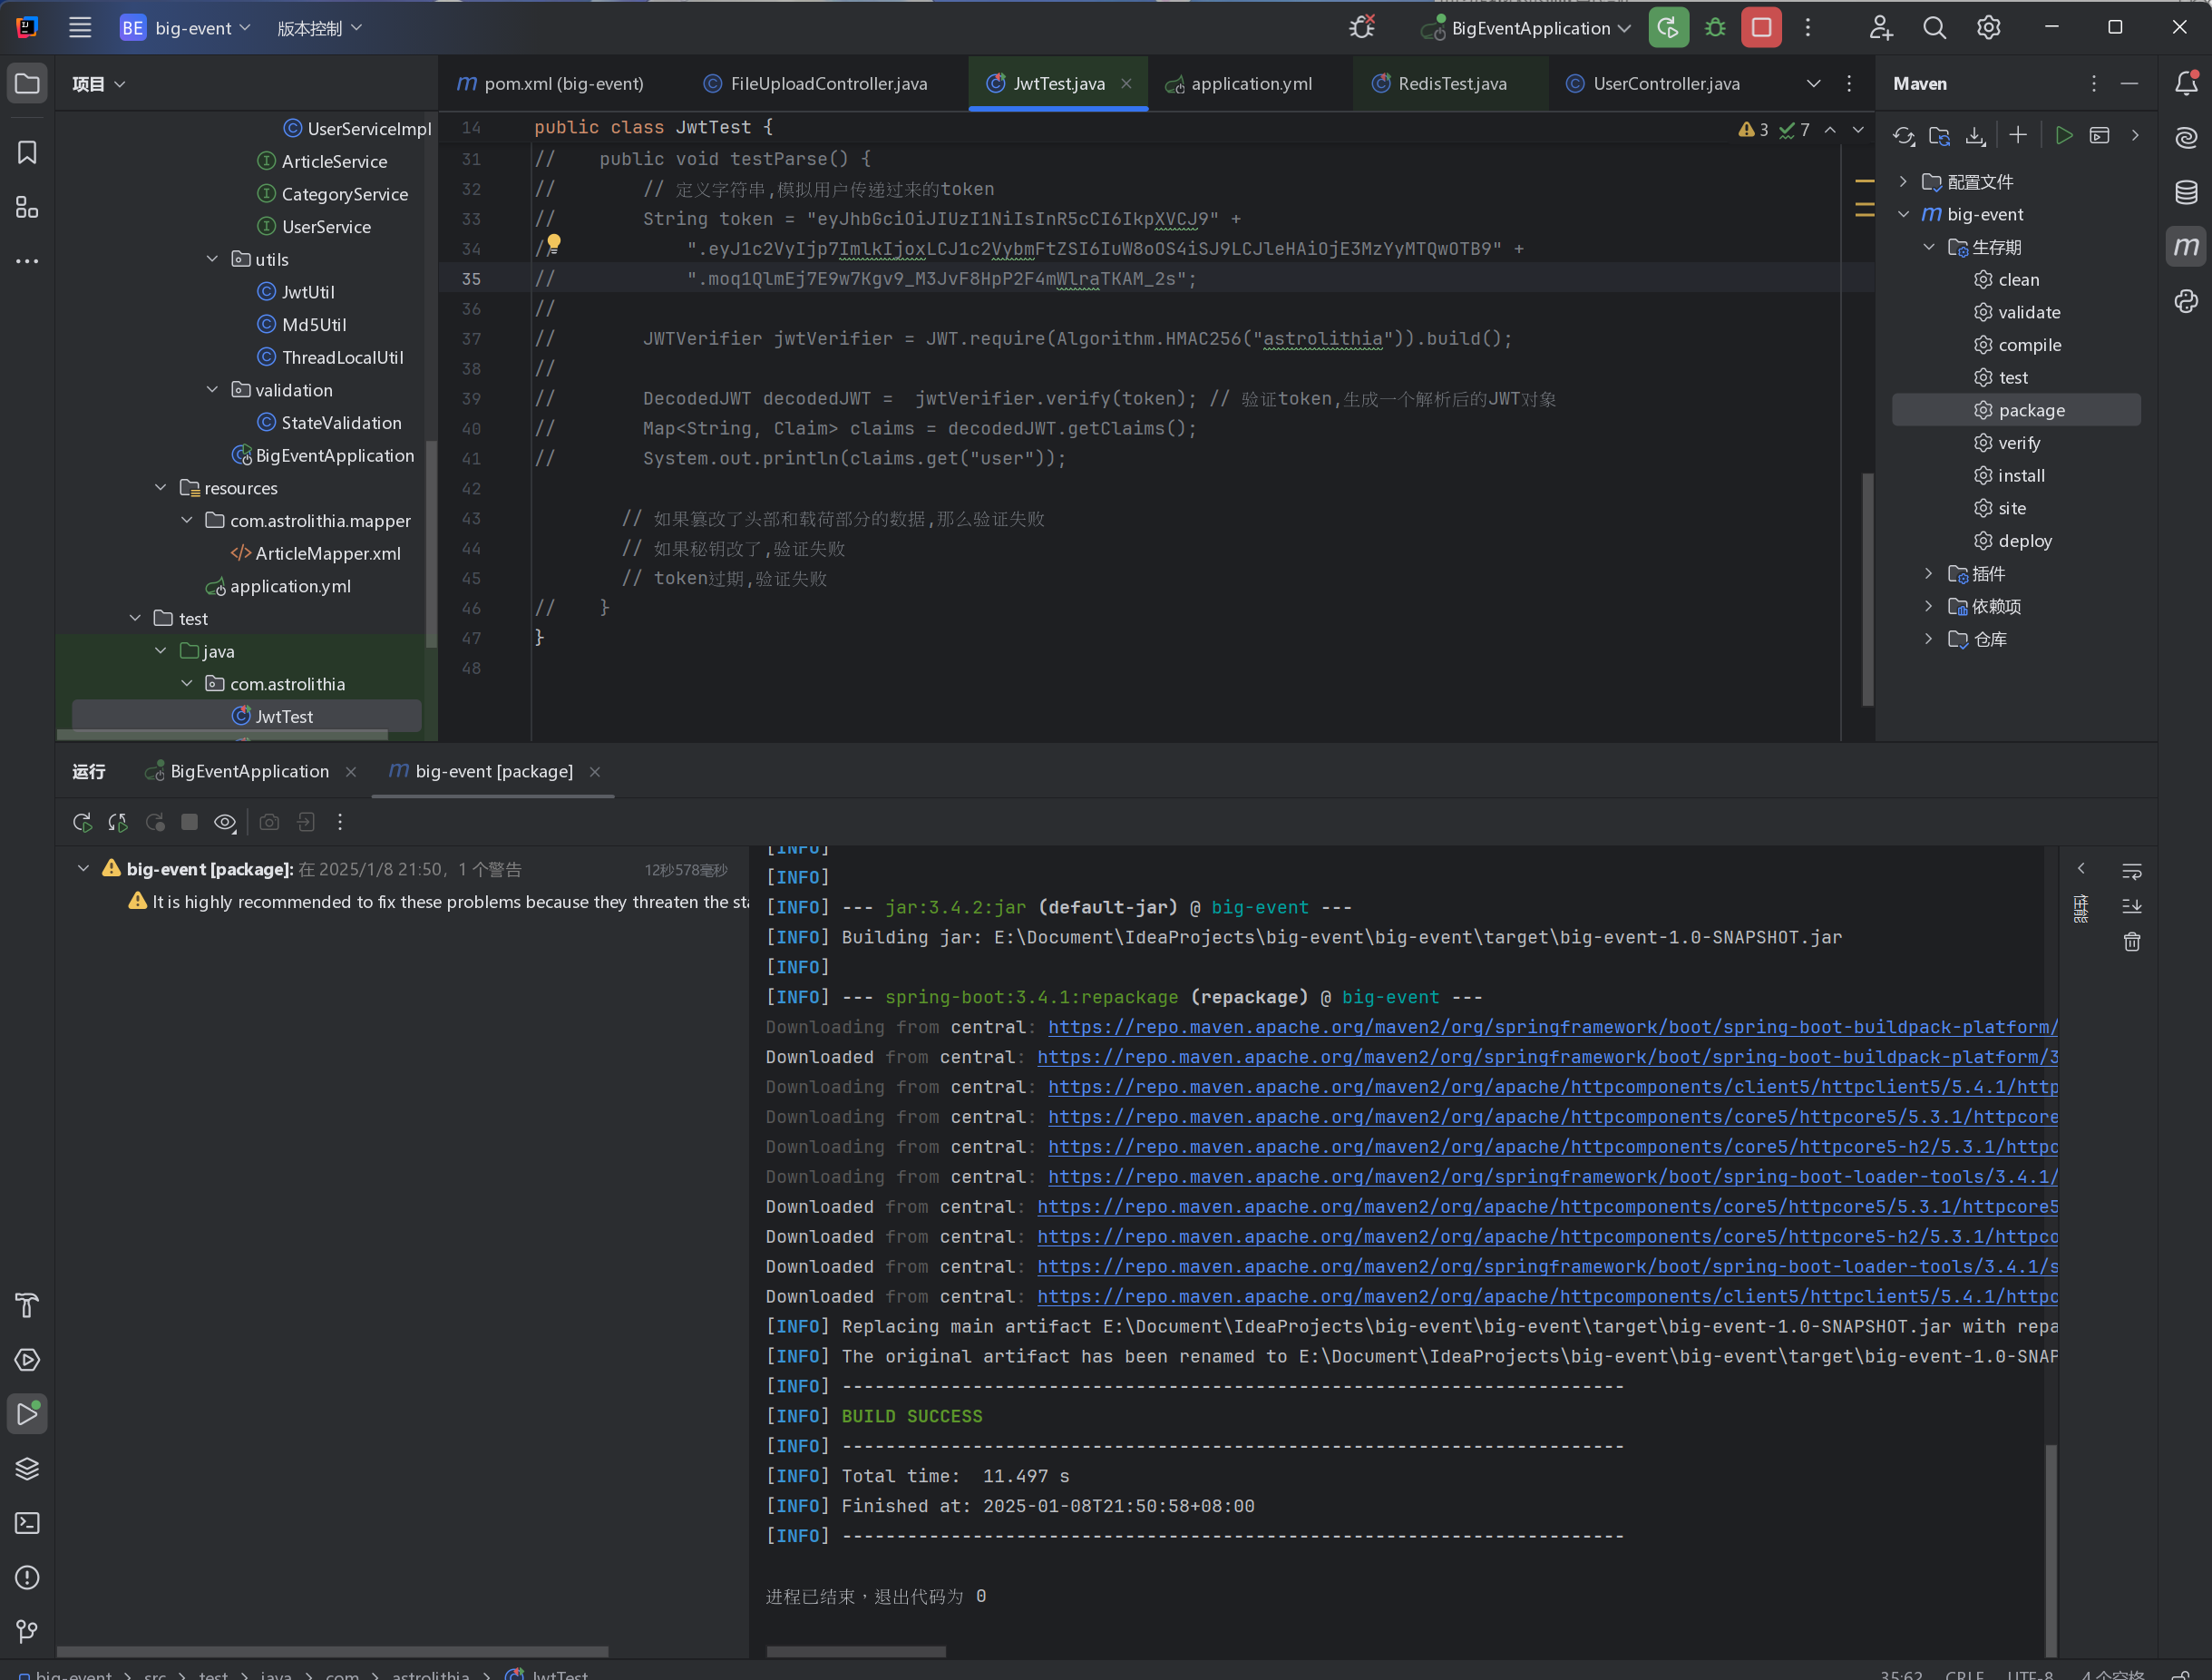 BE big-event 版本控制 BigEventApplication
项目
UserServiceImpl
ArticleService
CategoryService
UserService
utils
JwtUtil
Md5Util
ThreadLocalUtil
validation
StateValidation
BigEventApplication
resources
com.astrolithia.mapper
ArticleMapper.xml
application.yml
test
java
com.astrolithia
JwtTest
pom.xml (big-event) FileUploadController.java JwtTest.java application.yml RedisTest.java UserController.java
3 7
14 public class JwtTest {
31 // public void testParse() {
32 // // 定义字符串,模拟用户传递过来的token
33 // String token = "eyJhbGciOiJIUzI1NiIsInR5cCI6IkpXVCJ9" +
34 // ".eyJ1c2VyIjp7ImlkIjoxLCJ1c2VybmFtZSI6IuW8oOS4iSJ9LCJleHAiOjE3MzYyMTQwOTB9" +
35 // ".moq1QlmEj7E9w7Kgv9_M3JvF8HpP2F4mWlraTKAM_2s";
36 //
37 // JWTVerifier jwtVerifier = JWT.require(Algorithm.HMAC256("astrolithia")).build();
38 //
39 // DecodedJWT decodedJWT = jwtVerifier.verify(token); // 验证token,生成一个解析后的JWT对象
40 // Map<String, Claim> claims = decodedJWT.getClaims();
41 // System.out.println(claims.get("user"));
42
43 // 如果篡改了头部和载荷部分的数据,那么验证失败
44 // 如果秘钥改了,验证失败
45 // token过期,验证失败
46 // }
47 }
48
Maven
配置文件
big-event
生存期
clean
validate
compile
test
package
verify
install
site
deploy
插件
依赖项
仓库
运行 BigEventApplication big-event [package]
big-event [package]: 在 2025/1/8 21:50，1 个警告 12秒578毫秒
It is highly recommended to fix these problems because they threaten the sta
[INFO]
[INFO]
[INFO] --- jar:3.4.2:jar (default-jar) @ big-event ---
[INFO] Building jar: E:\Document\IdeaProjects\big-event\big-event\target\big-event-1.0-SNAPSHOT.jar
[INFO]
[INFO] --- spring-boot:3.4.1:repackage (repackage) @ big-event ---
Downloading from central: https://repo.maven.apache.org/maven2/org/springframework/boot/spring-boot-buildpack-platform/
Downloaded from central: https://repo.maven.apache.org/maven2/org/springframework/boot/spring-boot-buildpack-platform/3
Downloading from central: https://repo.maven.apache.org/maven2/org/apache/httpcomponents/client5/httpclient5/5.4.1/http
Downloading from central: https://repo.maven.apache.org/maven2/org/apache/httpcomponents/core5/httpcore5/5.3.1/httpcore
Downloading from central: https://repo.maven.apache.org/maven2/org/apache/httpcomponents/core5/httpcore5-h2/5.3.1/httpc
Downloading from central: https://repo.maven.apache.org/maven2/org/springframework/boot/spring-boot-loader-tools/3.4.1/
Downloaded from central: https://repo.maven.apache.org/maven2/org/apache/httpcomponents/core5/httpcore5/5.3.1/httpcore5
Downloaded from central: https://repo.maven.apache.org/maven2/org/apache/httpcomponents/core5/httpcore5-h2/5.3.1/httpco
Downloaded from central: https://repo.maven.apache.org/maven2/org/springframework/boot/spring-boot-loader-tools/3.4.1/s
Downloaded from central: https://repo.maven.apache.org/maven2/org/apache/httpcomponents/client5/httpclient5/5.4.1/httpc
[INFO] Replacing main artifact E:\Document\IdeaProjects\big-event\big-event\target\big-event-1.0-SNAPSHOT.jar with repa
[INFO] The original artifact has been renamed to E:\Document\IdeaProjects\big-event\big-event\target\big-event-1.0-SNAP
[INFO] ------------------------------------------------------------------------
[INFO] BUILD SUCCESS
[INFO] ------------------------------------------------------------------------
[INFO] Total time:  11.497 s
[INFO] Finished at: 2025-01-08T21:50:58+08:00
[INFO] ------------------------------------------------------------------------
进程已结束，退出代码为 0
性能
big-event > src > test > java > com > astrolithia > JwtTest
35:62 CRLF UTF-8 4 个空格